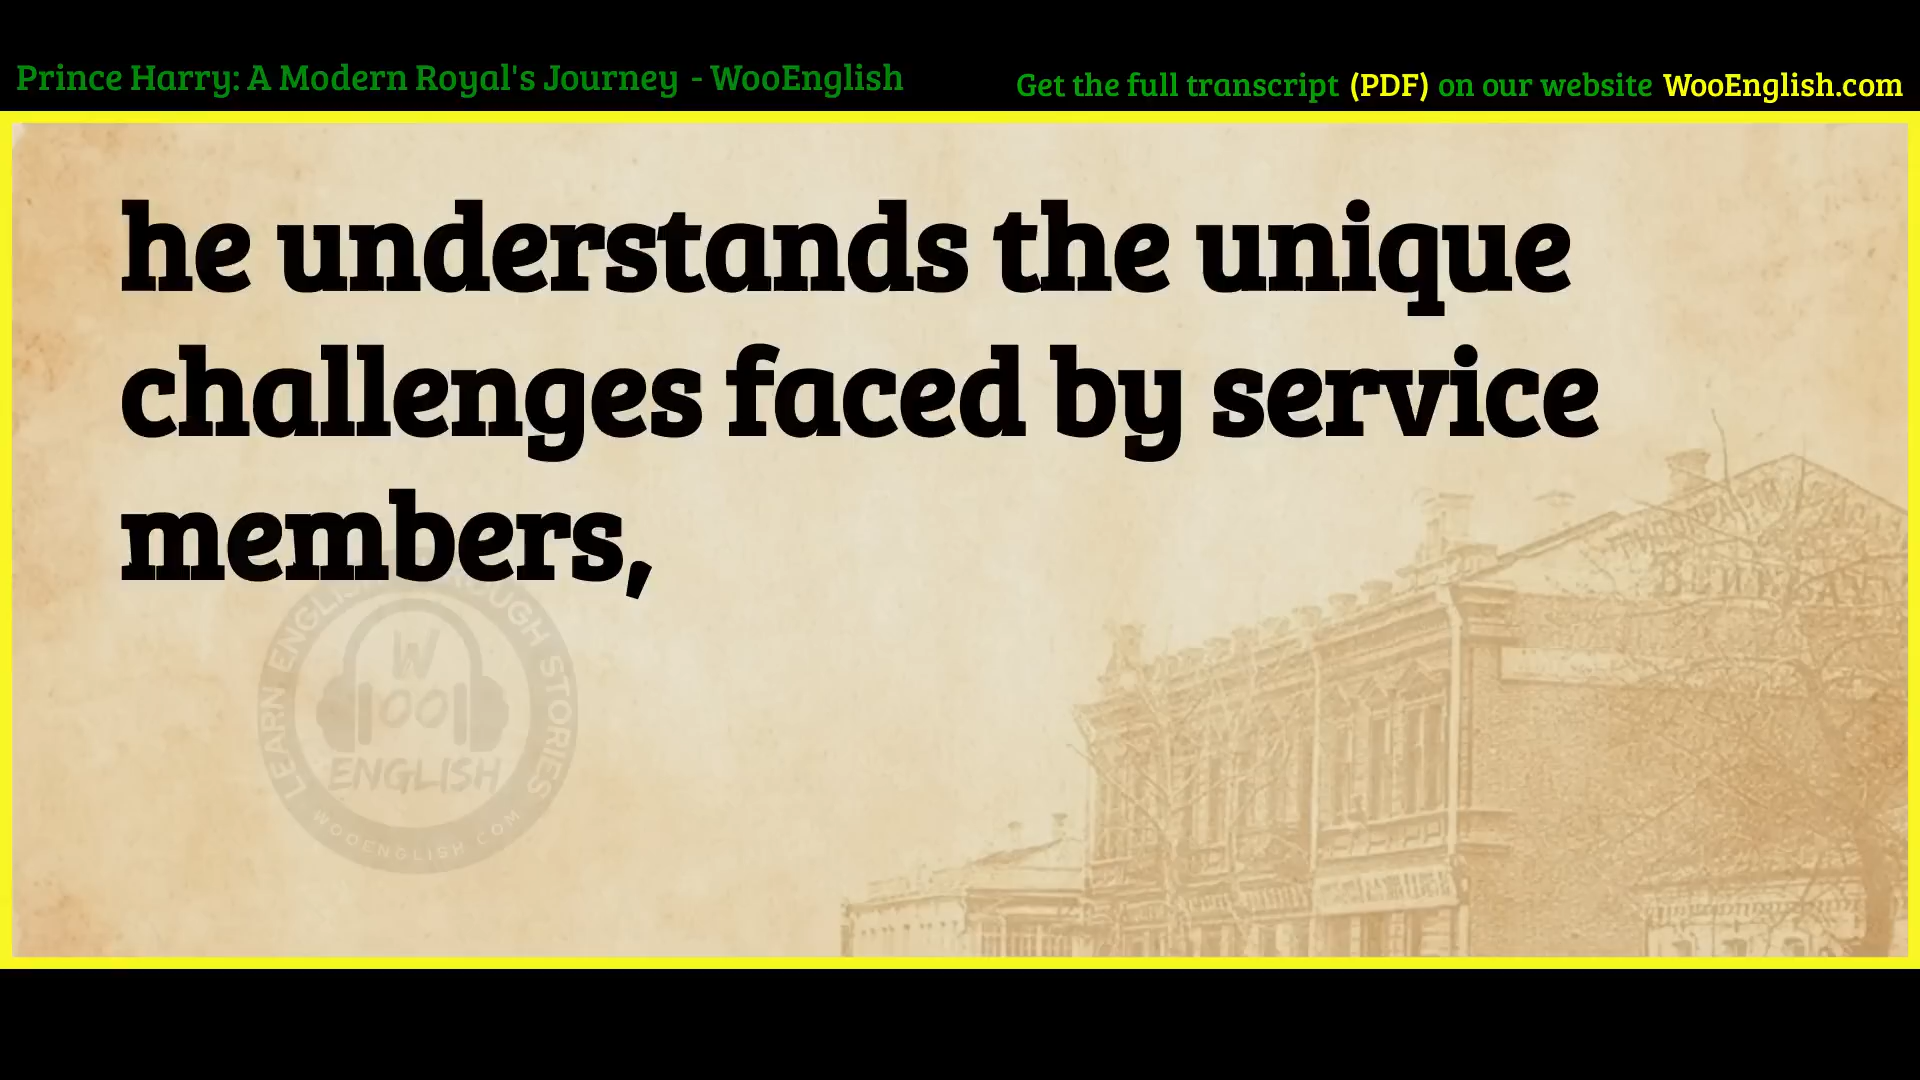 Prince Harry: A Modern Royal's Journey - WooEnglish
Get the full transcript (PDF) on our website WooEnglish.com
he understands the unique
challenges faced by service
members,
LEARN ENGLISH THROUGH STORIES
W
OO
ENGLISH
WOOENGLISH.COM